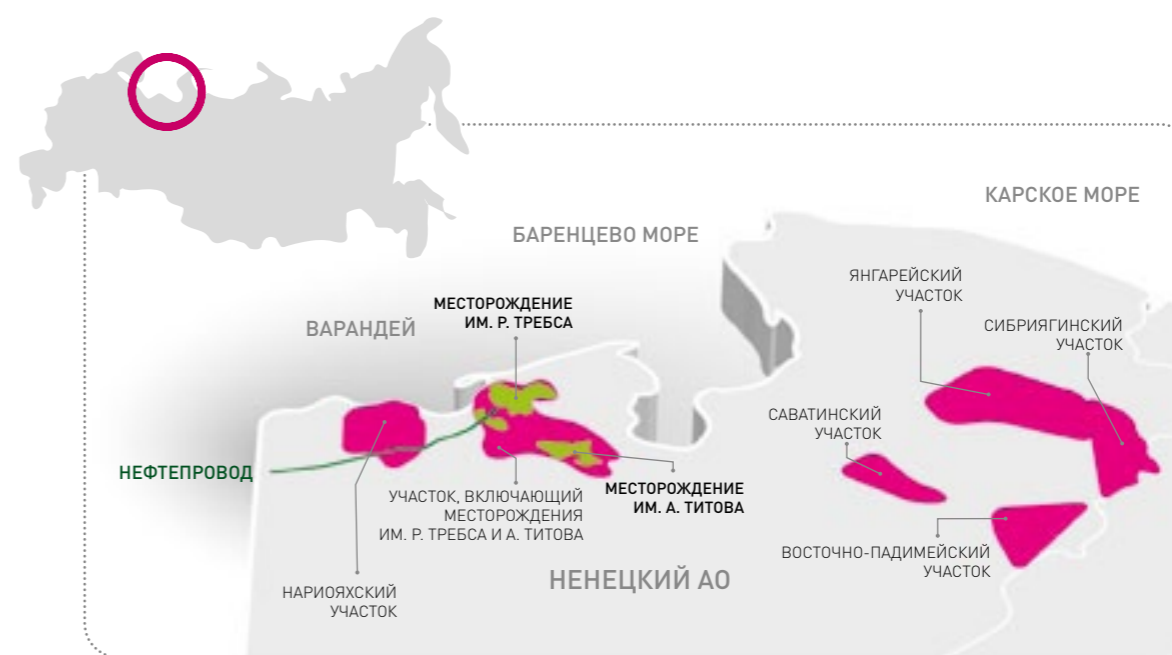 КАРСКОЕ МОРЕ
БАРЕНЦЕВО МОРЕ
ЯНГАРЕЙСКИЙ
УЧАСТОК
МЕСТОРОЖДЕНИЕ
ИМ. Р. ТРЕБСА
ВАРАНДЕЙ
СИБРИЯГИНСКИЙ
УЧАСТОК
САВАТИНСКИЙ
УЧАСТОК
НЕФТЕПРОВОД
УЧАСТОК, ВКЛЮЧАЮЩИЙ
МЕСТОРОЖДЕНИЯ
ИМ. Р. ТРЕБСА И А. ТИТОВА
МЕСТОРОЖДЕНИЕ
ИМ. А. ТИТОВА
ВОСТОЧНО-ПАДИМЕЙСКИЙ
УЧАСТОК
НЕНЕЦКИЙ АО
НАРИОЯХСКИЙ
УЧАСТОК